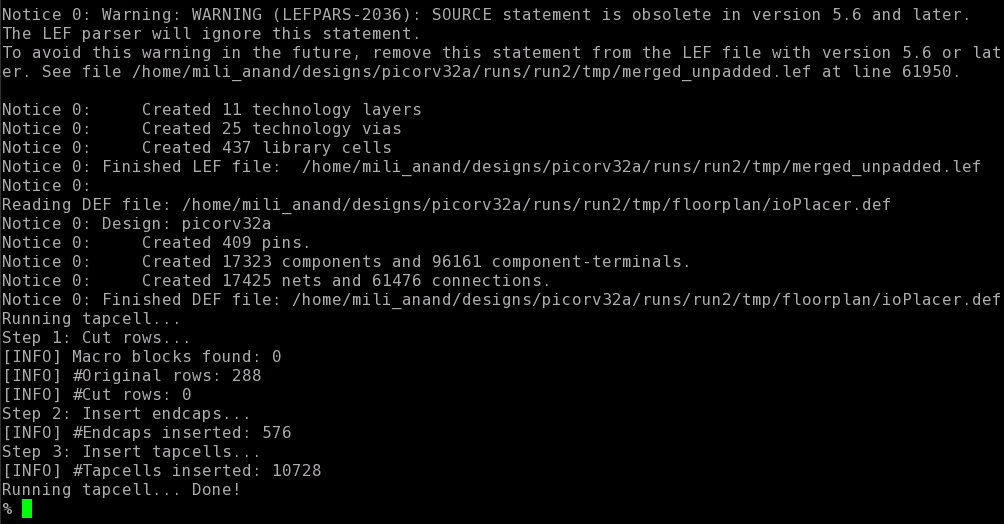 Notice 0: Warning: WARNING (LEFPARS-2036): SOURCE statement is obsolete in version 5.6 and later.
The LEF parser will ignore this statement.
To avoid this warning in the future, remove this statement from the LEF file with version 5.6 or lat
er. See file /home/mili_anand/designs/picorv32a/runs/run2/tmp/merged_unpadded.lef at line 61950.

Notice 0:     Created 11 technology layers
Notice 0:     Created 25 technology vias
Notice 0:     Created 437 library cells
Notice 0: Finished LEF file:  /home/mili_anand/designs/picorv32a/runs/run2/tmp/merged_unpadded.lef
Notice 0:
Reading DEF file: /home/mili_anand/designs/picorv32a/runs/run2/tmp/floorplan/ioPlacer.def
Notice 0: Design: picorv32a
Notice 0:     Created 409 pins.
Notice 0:     Created 17323 components and 96161 component-terminals.
Notice 0:     Created 17425 nets and 61476 connections.
Notice 0: Finished DEF file: /home/mili_anand/designs/picorv32a/runs/run2/tmp/floorplan/ioPlacer.def
Running tapcell...
Step 1: Cut rows...
[INFO] Macro blocks found: 0
[INFO] #Original rows: 288
[INFO] #Cut rows: 0
Step 2: Insert endcaps...
[INFO] #Endcaps inserted: 576
Step 3: Insert tapcells...
[INFO] #Tapcells inserted: 10728
Running tapcell... Done!
%